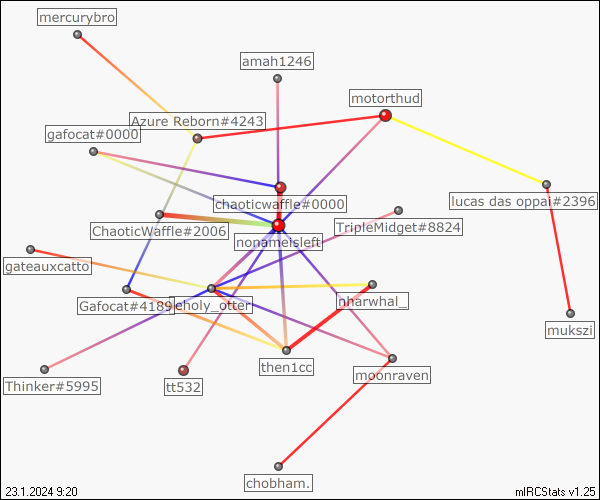 mercurybro
amah1246
motorthud
Azure Reborn#4243
gafocat#0000
chaoticwaffle#0000
lucas das oppai#2396
ChaoticWaffle#2006
TripleMidget#8824
nonameisleft
gateauxcatto
Gafocat#4189
eholy_otter
nharwhal_
mukszi
then1cc
moonraven
Thinker#5995
tt532
chobham.
23.1.2024 9:20
mIRCStats v1.25